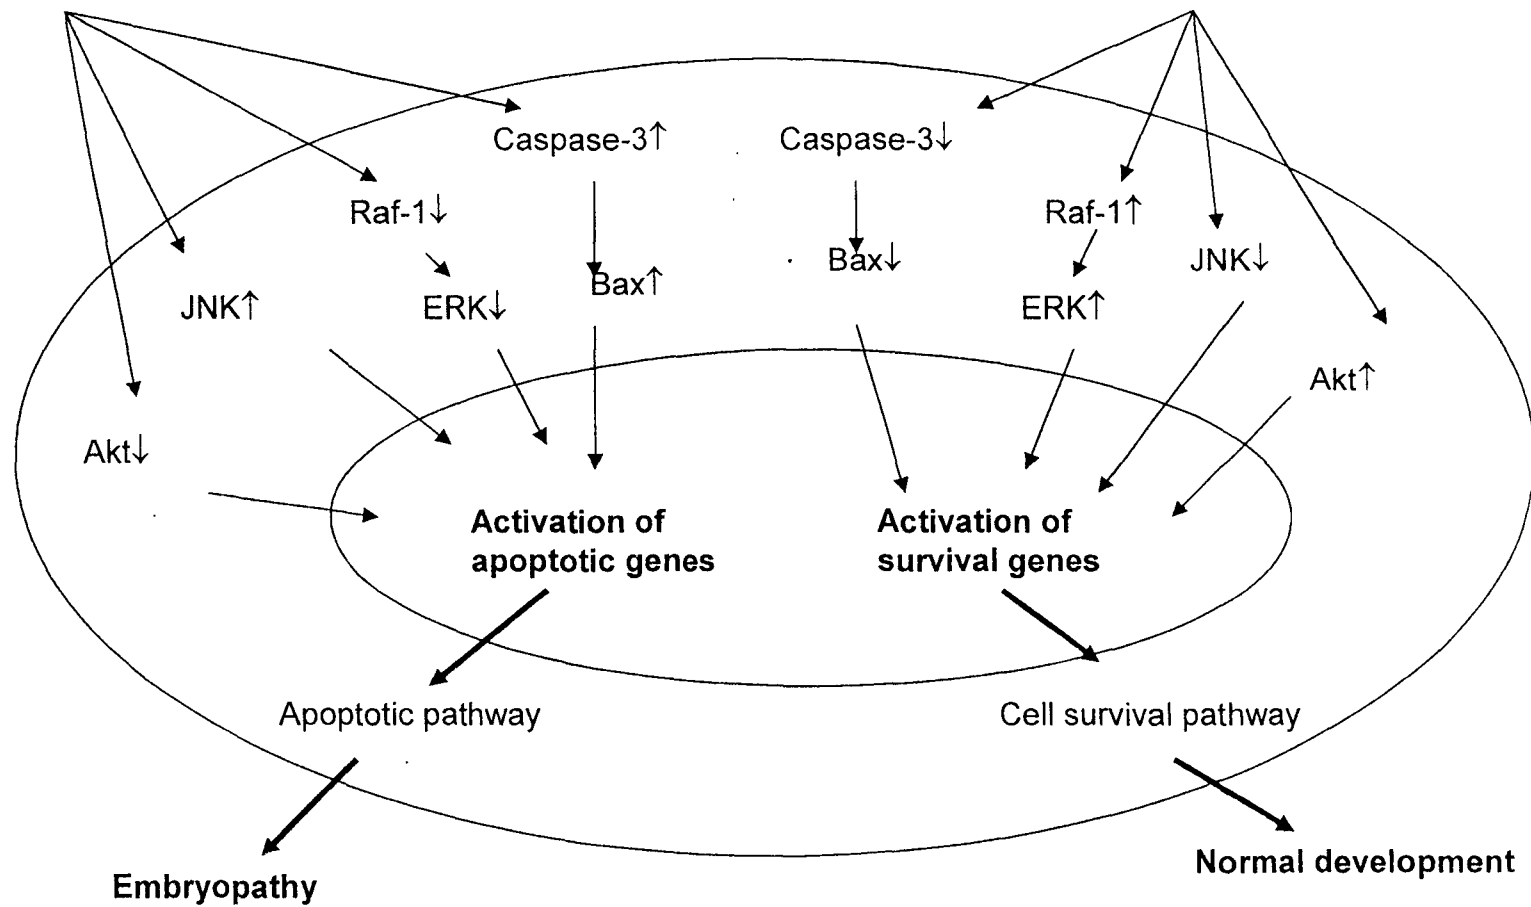 Caspase-3↑
Caspase-3↓
Raf-1↓
Raf-1↑
Bax↓
JNK↓
Bax↑
JNK↑
ERK↓
ERK↑
Akt↑
Akt↓
Activation of
apoptotic genes
Activation of
survival genes
Apoptotic pathway
Cell survival pathway
Embryopathy
Normal development